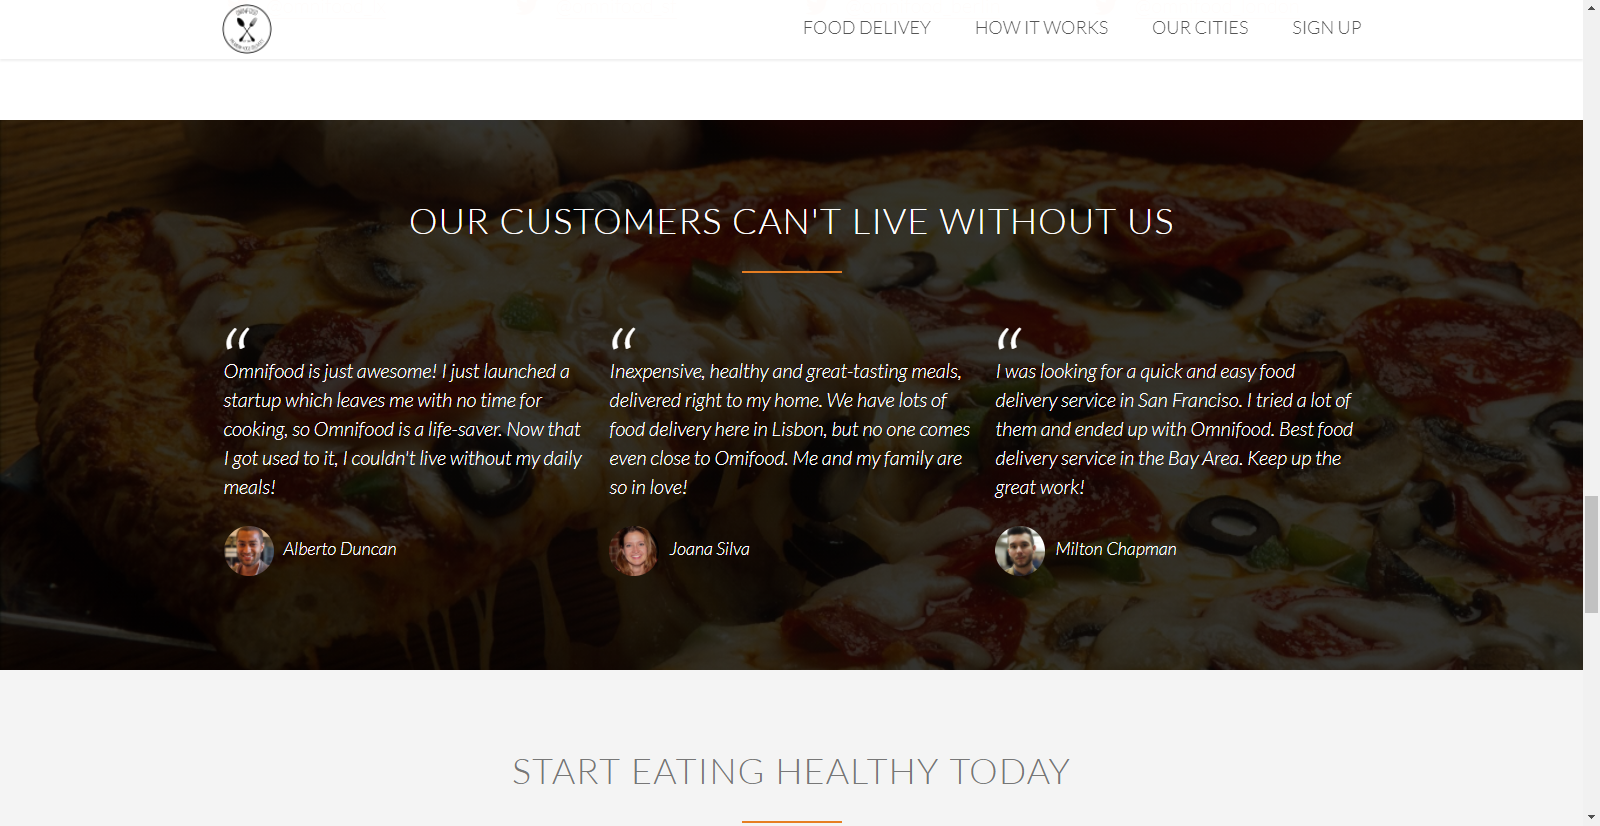 FOOD DELIVEY
HOW IT WORKS
OUR CITIES
SIGN UP
OUR CUSTOMERS CAN'T LIVE WITHOUT US
“
Omnifood is just awesome! I just launched a
startup which leaves me with no time for
cooking, so Omnifood is a life-saver. Now that
I got used to it, I couldn't live without my daily
meals!
Alberto Duncan
“
Inexpensive, healthy and great-tasting meals,
delivered right to my home. We have lots of
food delivery here in Lisbon, but no one comes
even close to Omifood. Me and my family are
so in love!
Joana Silva
“
I was looking for a quick and easy food
delivery service in San Franciso. I tried a lot of
them and ended up with Omnifood. Best food
delivery service in the Bay Area. Keep up the
great work!
Milton Chapman
START EATING HEALTHY TODAY